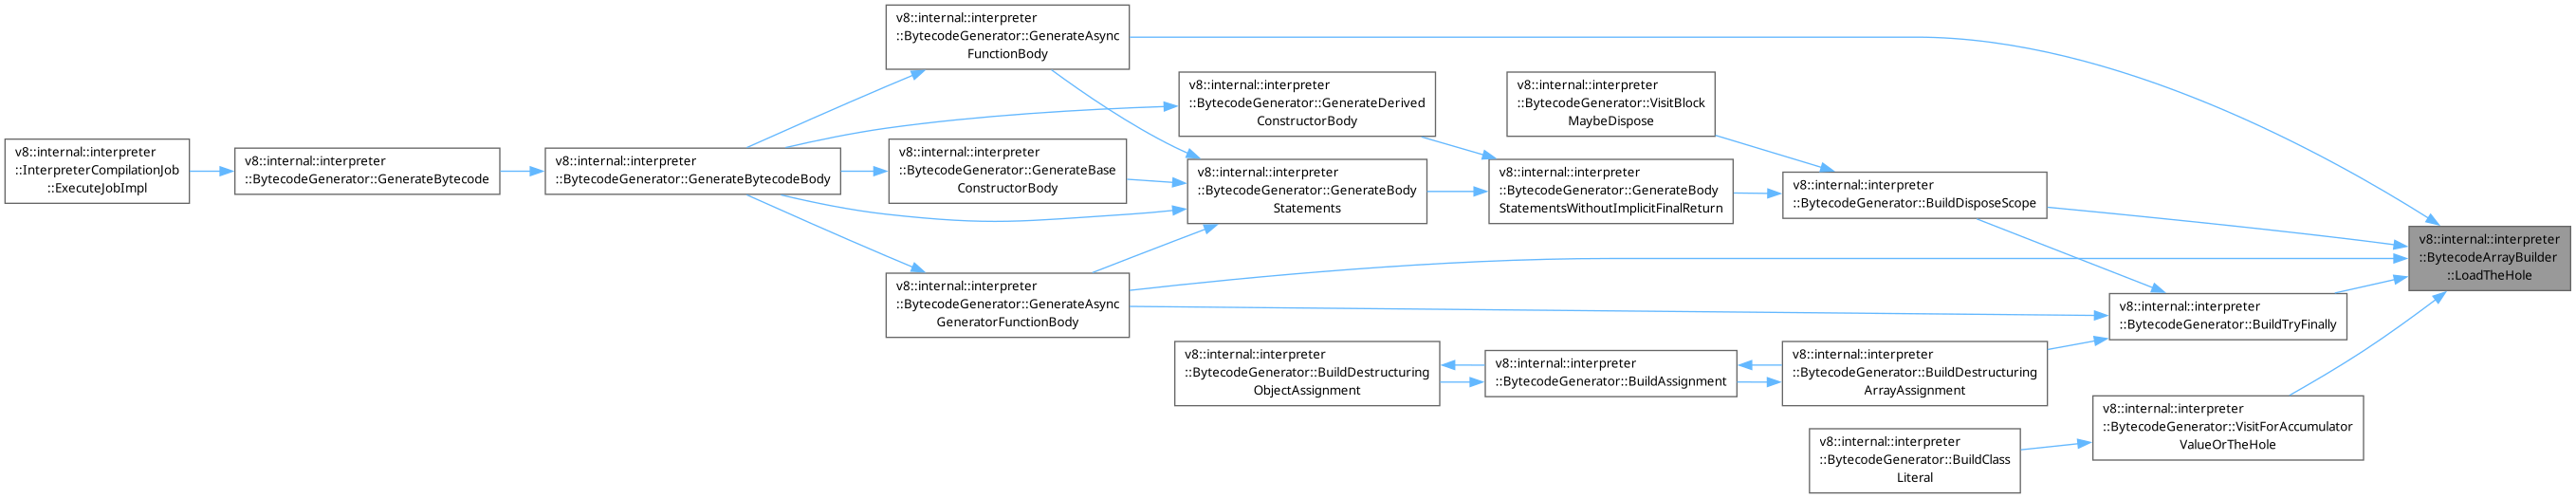 v8::internal::interpreter
::BytecodeGenerator::GenerateAsync
FunctionBody
v8::internal::interpreter
::BytecodeGenerator::GenerateDerived
ConstructorBody
v8::internal::interpreter
::BytecodeGenerator::VisitBlock
MaybeDispose
v8::internal::interpreter
::InterpreterCompilationJob
::ExecuteJobImpl
v8::internal::interpreter
::BytecodeGenerator::GenerateBytecode
v8::internal::interpreter
::BytecodeGenerator::GenerateBytecodeBody
v8::internal::interpreter
::BytecodeGenerator::GenerateBase
ConstructorBody
v8::internal::interpreter
::BytecodeGenerator::GenerateBody
Statements
v8::internal::interpreter
::BytecodeGenerator::GenerateBody
StatementsWithoutImplicitFinalReturn
v8::internal::interpreter
::BytecodeGenerator::BuildDisposeScope
v8::internal::interpreter
::BytecodeArrayBuilder
::LoadTheHole
v8::internal::interpreter
::BytecodeGenerator::GenerateAsync
GeneratorFunctionBody
v8::internal::interpreter
::BytecodeGenerator::BuildTryFinally
v8::internal::interpreter
::BytecodeGenerator::BuildDestructuring
ObjectAssignment
v8::internal::interpreter
::BytecodeGenerator::BuildAssignment
v8::internal::interpreter
::BytecodeGenerator::BuildDestructuring
ArrayAssignment
v8::internal::interpreter
::BytecodeGenerator::VisitForAccumulator
ValueOrTheHole
v8::internal::interpreter
::BytecodeGenerator::BuildClass
Literal